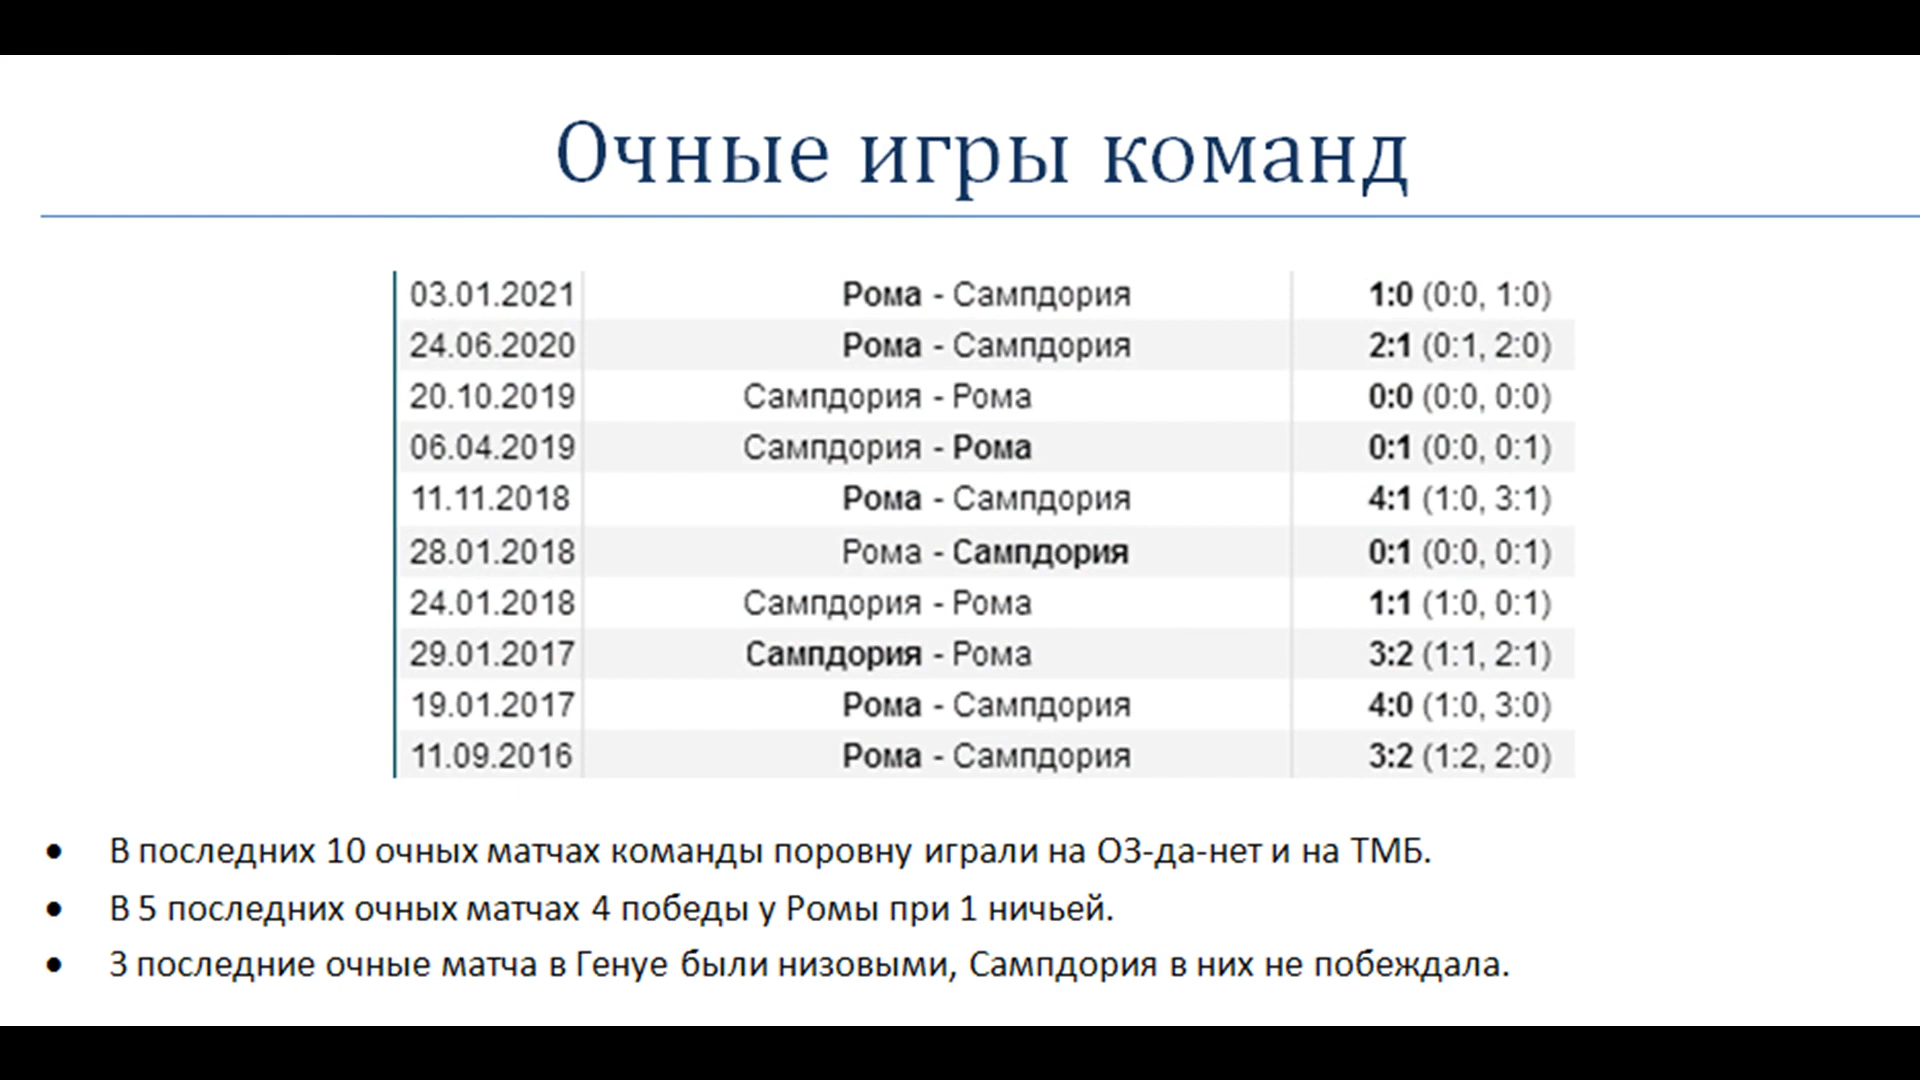 Очные игры команд
03.01.2021 Рома - Сампдория 1:0 (0:0, 1:0)
24.06.2020 Рома - Сампдория 2:1 (0:1, 2:0)
20.10.2019 Сампдория - Рома 0:0 (0:0, 0:0)
06.04.2019 Сампдория - Рома 0:1 (0:0, 0:1)
11.11.2018 Рома - Сампдория 4:1 (1:0, 3:1)
28.01.2018 Рома - Сампдория 0:1 (0:0, 0:1)
24.01.2018 Сампдория - Рома 1:1 (1:0, 0:1)
29.01.2017 Сампдория - Рома 3:2 (1:1, 2:1)
19.01.2017 Рома - Сампдория 4:0 (1:0, 3:0)
11.09.2016 Рома - Сампдория 3:2 (1:2, 2:0)
• В последних 10 очных матчах команды поровну играли на ОЗ-да-нет и на ТМБ.
• В 5 последних очных матчах 4 победы у Ромы при 1 ничьей.
• 3 последние очные матча в Генуе были низовыми, Сампдория в них не побеждала.